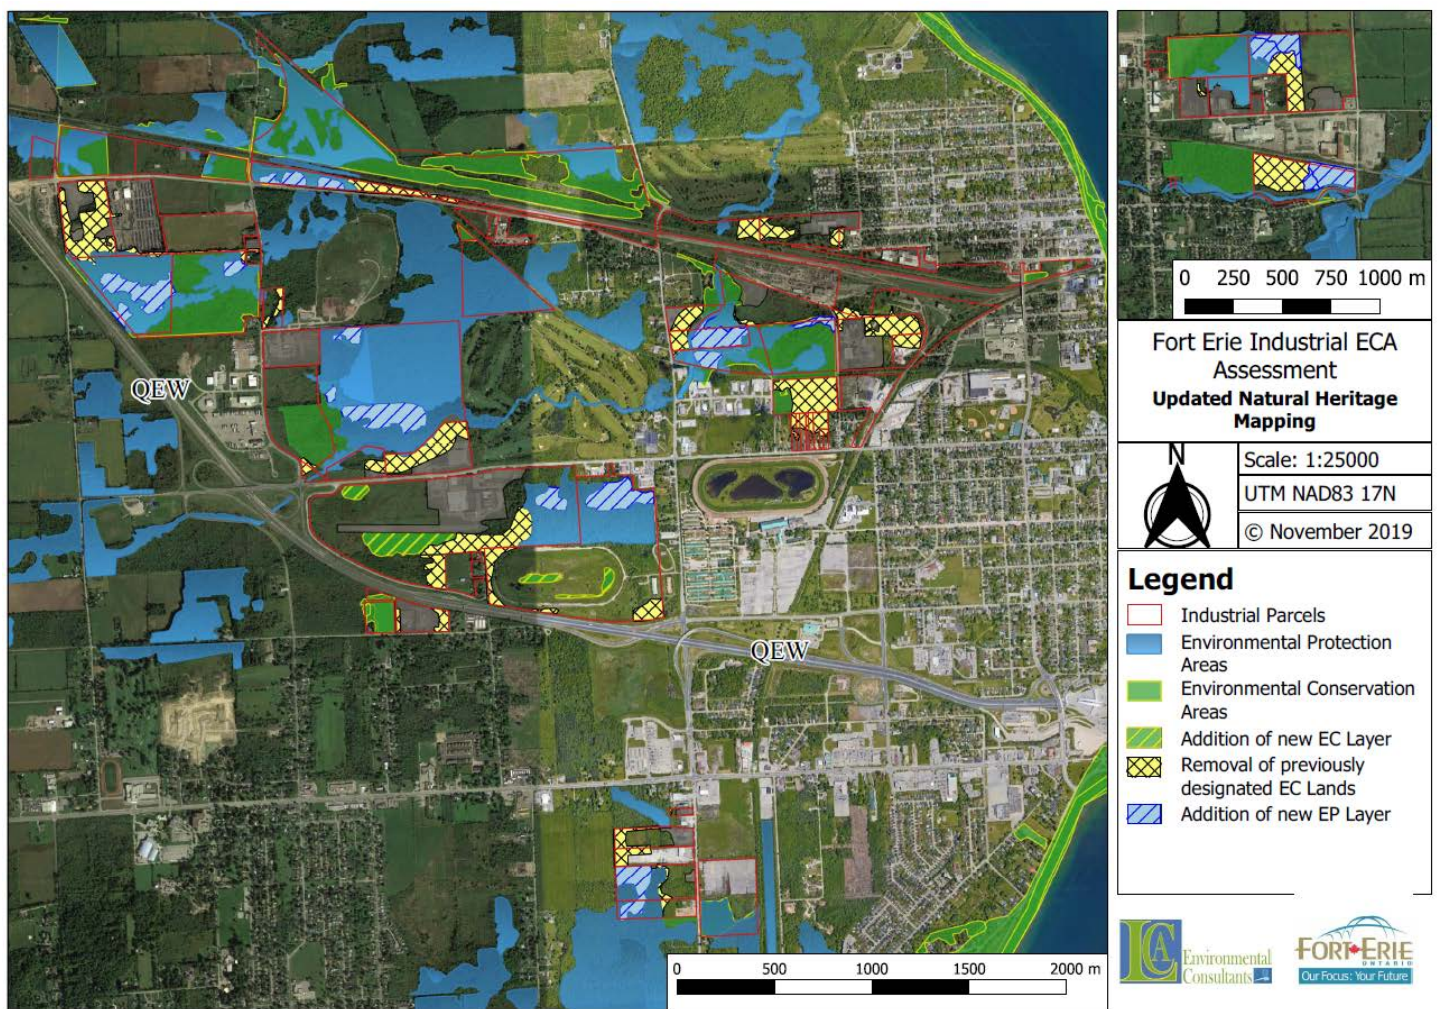 QEW
QEW
0 500 1000 1500 2000 m
0 250 500 750 1000 m
Fort Erie Industrial ECA
Assessment
Updated Natural Heritage
Mapping
N
Scale: 1:25000
UTM NAD83 17N
© November 2019
Legend
Industrial Parcels
Environmental Protection
Areas
Environmental Conservation
Areas
Addition of new EC Layer
Removal of previously
designated EC Lands
Addition of new EP Layer
LCA
Environmental
Consultants
FORT ERIE
ONTARIO
Our Focus: Your Future